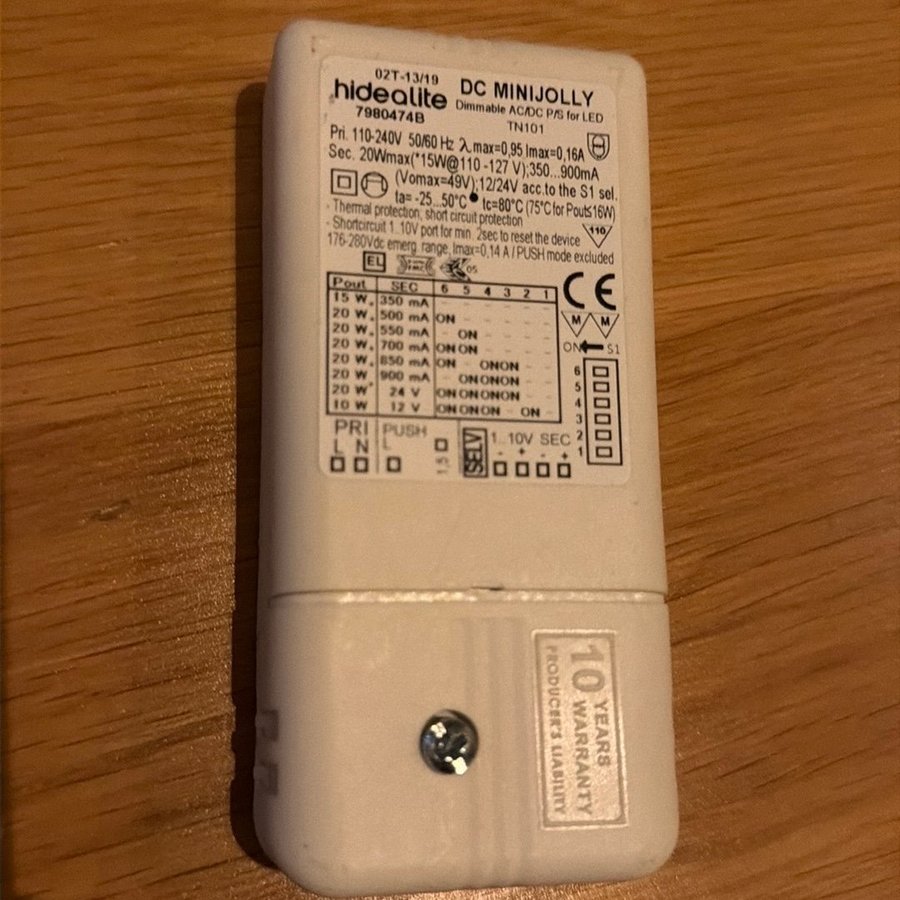 02T-13/19
hidealite
7980474B
DC MINIJOLLY
Dimmable AC/DC P/S for LED
TN101
Pri. 110-240V 50/60 Hz λ max=0,95 Imax=0,16A
Sec. 20Wmax(*15W@110 -127 V);350...900mA
(Vomax=49V);12/24V acc.to the S1 sel.
ta= -25...50°C tc=80°C (75°C for Pout≤16W)
- Thermal protection, short circuit protection
- Shortcircuit 1..10V port for min. 2sec to reset the device
110
176-280Vdc emerg. range, Imax=0,14 A / PUSH mode excluded
EL
05
CE
M M
Pout SEC 6 5 4 3 2 1
15 W* 350 mA - - - - - -
20 W* 500 mA ON - - - - -
20 W* 550 mA - ON - - - -
20 W* 700 mA ON ON - - - -
20 W* 850 mA ON - ON ON - -
20 W 900 mA - ON ON ON - -
20 W* 24 V ON ON ON ON - -
10 W 12 V ON ON ON - ON -
ON S1
6
5
4
3
2
1
PRI
L N
PUSH
L
1,5
SELV
1..10V SEC
- + - +
10 YEARS
WARRANTY
PRODUCER'S LIABILITY